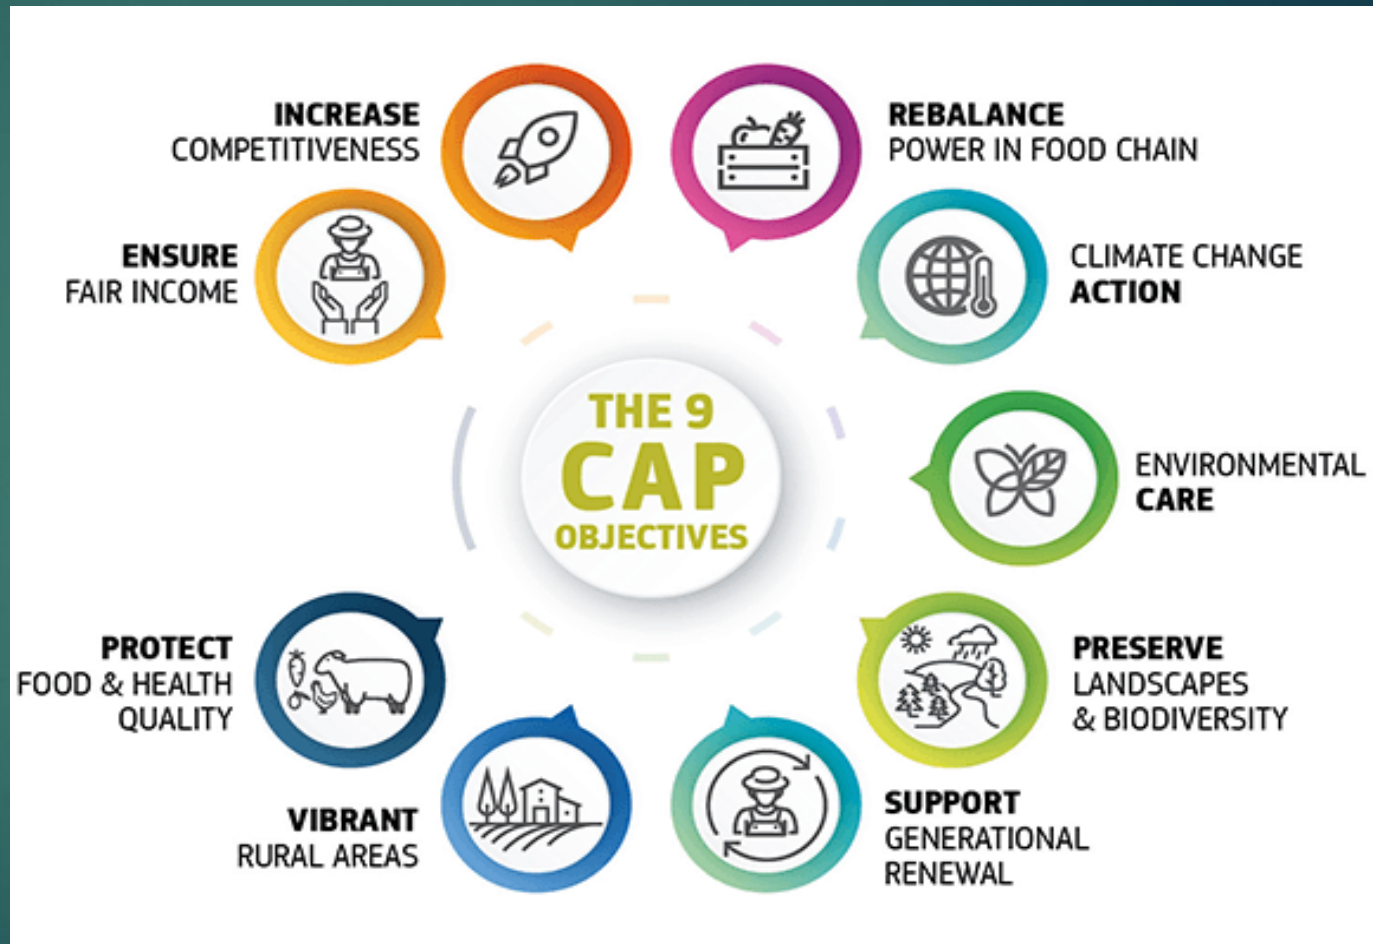 INCREASE
COMPETITIVENESS
REBALANCE
POWER IN FOOD CHAIN
ENSURE
FAIR INCOME
CLIMATE CHANGE
ACTION
THE 9
CAP
OBJECTIVES
ENVIRONMENTAL
CARE
PROTECT
FOOD & HEALTH
QUALITY
PRESERVE
LANDSCAPES
& BIODIVERSITY
VIBRANT
RURAL AREAS
SUPPORT
GENERATIONAL
RENEWAL